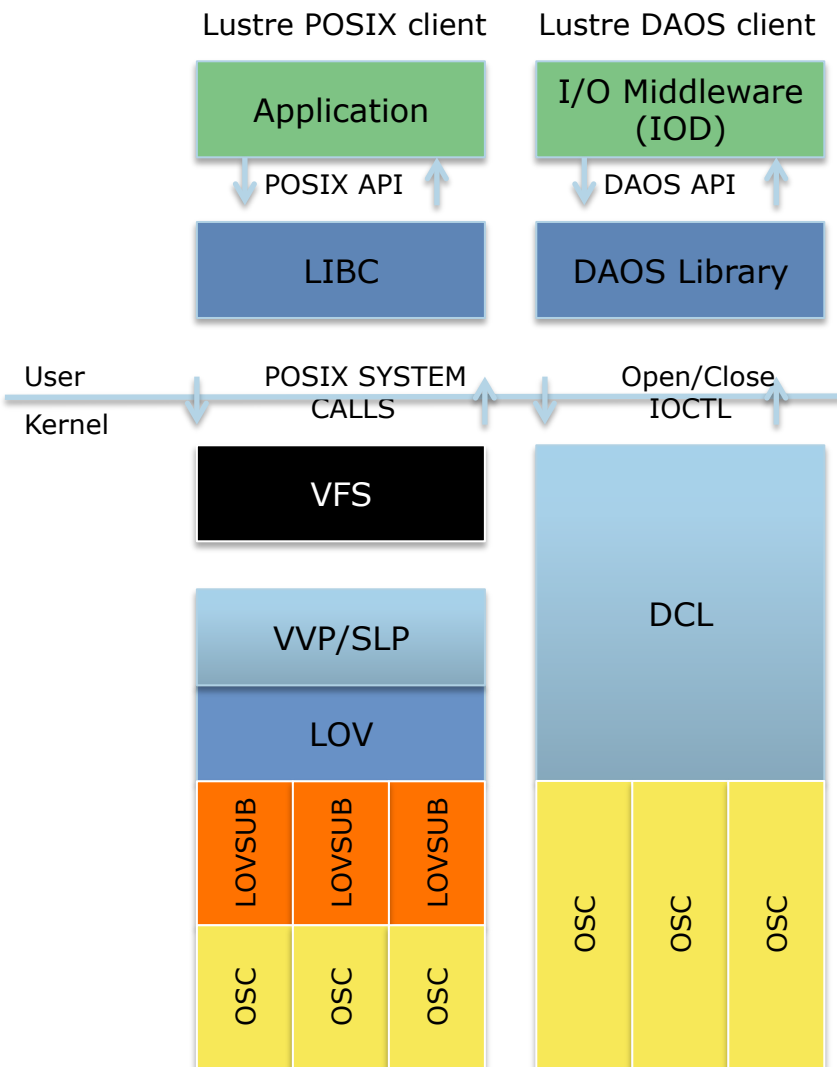 Lustre POSIX client
Lustre DAOS client
Application
I/O Middleware
(IOD)
POSIX API
DAOS API
LIBC
DAOS Library
User
POSIX SYSTEM
CALLS
Open/Close
IOCTL
Kernel
VFS
DCL
VVP/SLP
LOV
LOVSUB
LOVSUB
LOVSUB
OSC
OSC
OSC
OSC
OSC
OSC